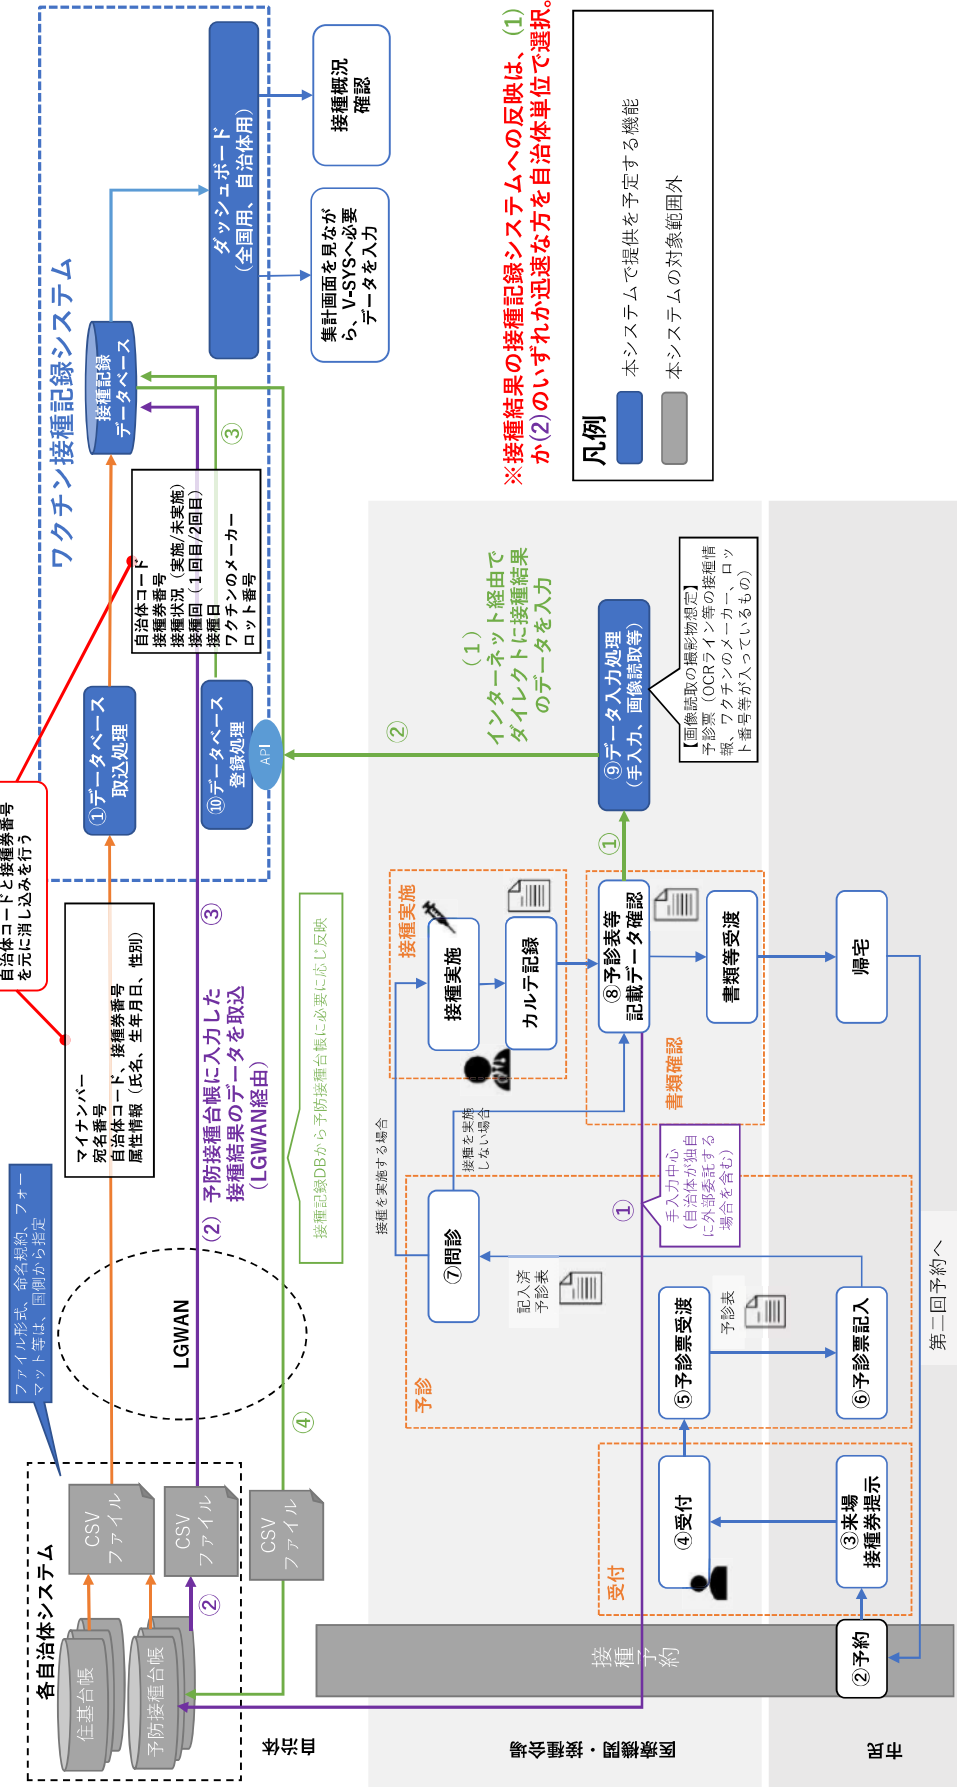 各自治体システム
住基台帳
予防接種台帳
CSV
ファイル
CSV
ファイル
CSV
ファイル
②
ファイル形式、命名規約、フォー
マット等は、国側から指定
LGWAN
マイナンバー
宛名番号
自治体コード、接種券番号
属性情報（氏名、生年月日、性別）
自治体コードと接種券番号
を元に消し込みを行う
ワクチン接種記録システム
①データベース
取込処理
⑩データベース
登録処理
API
自治体コード
接種券番号
接種状況（実施/未実施）
接種回（１回目/2回目）
接種日
ワクチンのメーカー
ロット番号
接種記録
データベース
ダッシュボード
（全国用、自治体用）
集計画面を見なが
ら、V-SYSへ必要
データを入力
接種概況
確認
③
③
（2）予防接種台帳に入力した
接種結果のデータを取込
（LGWAN経由）
接種記録DBから予防接種台帳に必要に応じ反映
④
②
（１）
インターネット経由で
ダイレクトに接種結果
のデータを入力
※接種結果の接種記録システムへの反映は、(1)
か(2)のいずれか迅速な方を自治体単位で選択。
凡例
本システムで提供を予定する機能
本システムの対象範囲外
自治体
医療機関・接種会場
市民
接種予約
②予約
受付
③来場
接種券提示
④受付
予診
⑤予診票受渡
予診表
⑥予診票記入
記入済
予診表
⑦問診
接種を実施する場合
接種を実施
しない場合
接種実施
接種実施
カルテ記録
書類確認
⑧予診表等
記載データ確認
書類等受渡
帰宅
第二回予約へ
①
手入力中心
（自治体が独自
に外部委託する
場合を含む）
①
⑨データ入力処理
（手入力、画像読取等）
【画像読取の撮影物想定】
予診票（OCRライン等の接種情
報、ワクチンのメーカー、ロッ
ト番号等が入っているもの）